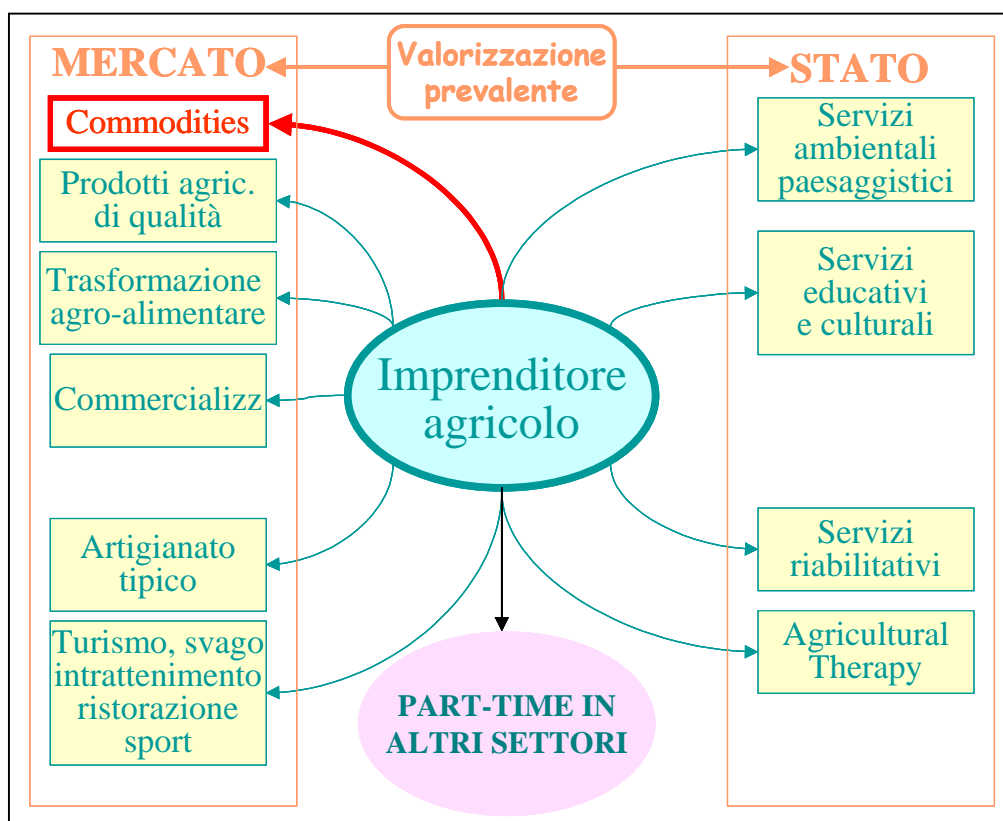 MERCATO
Valorizzazione
prevalente
STATO
Commodities
Prodotti agric.
di qualità
Trasformazione
agro-alimentare
Commercializz
Artigianato
tipico
Turismo, svago
intrattenimento
ristorazione
sport
Imprenditore
agricolo
PART-TIME IN
ALTRI SETTORI
Servizi
ambientali
paesaggistici
Servizi
educativi
e culturali
Servizi
riabilitativi
Agricultural
Therapy